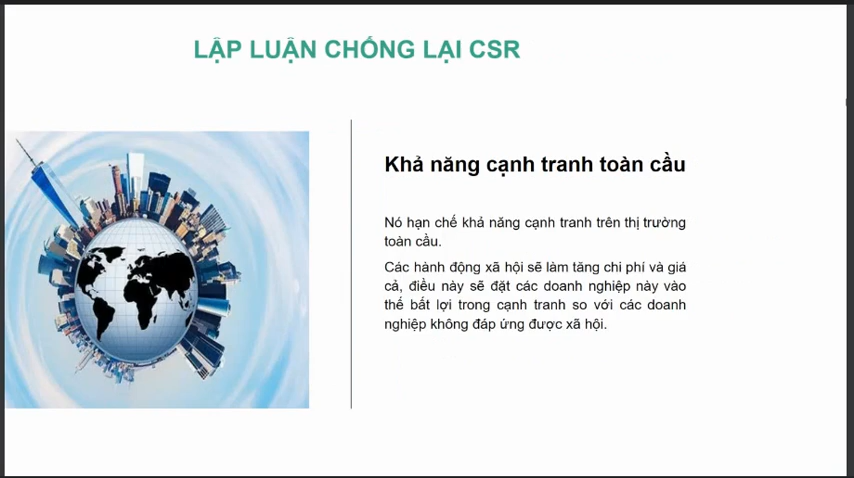 LẬP LUẬN CHỐNG LẠI CSR
Khả năng cạnh tranh toàn cầu
Nó hạn chế khả năng cạnh tranh trên thị trường
toàn cầu.
Các hành động xã hội sẽ làm tăng chi phí và giá
cả, điều này sẽ đặt các doanh nghiệp này vào
thế bất lợi trong cạnh tranh so với các doanh
nghiệp không đáp ứng được xã hội.